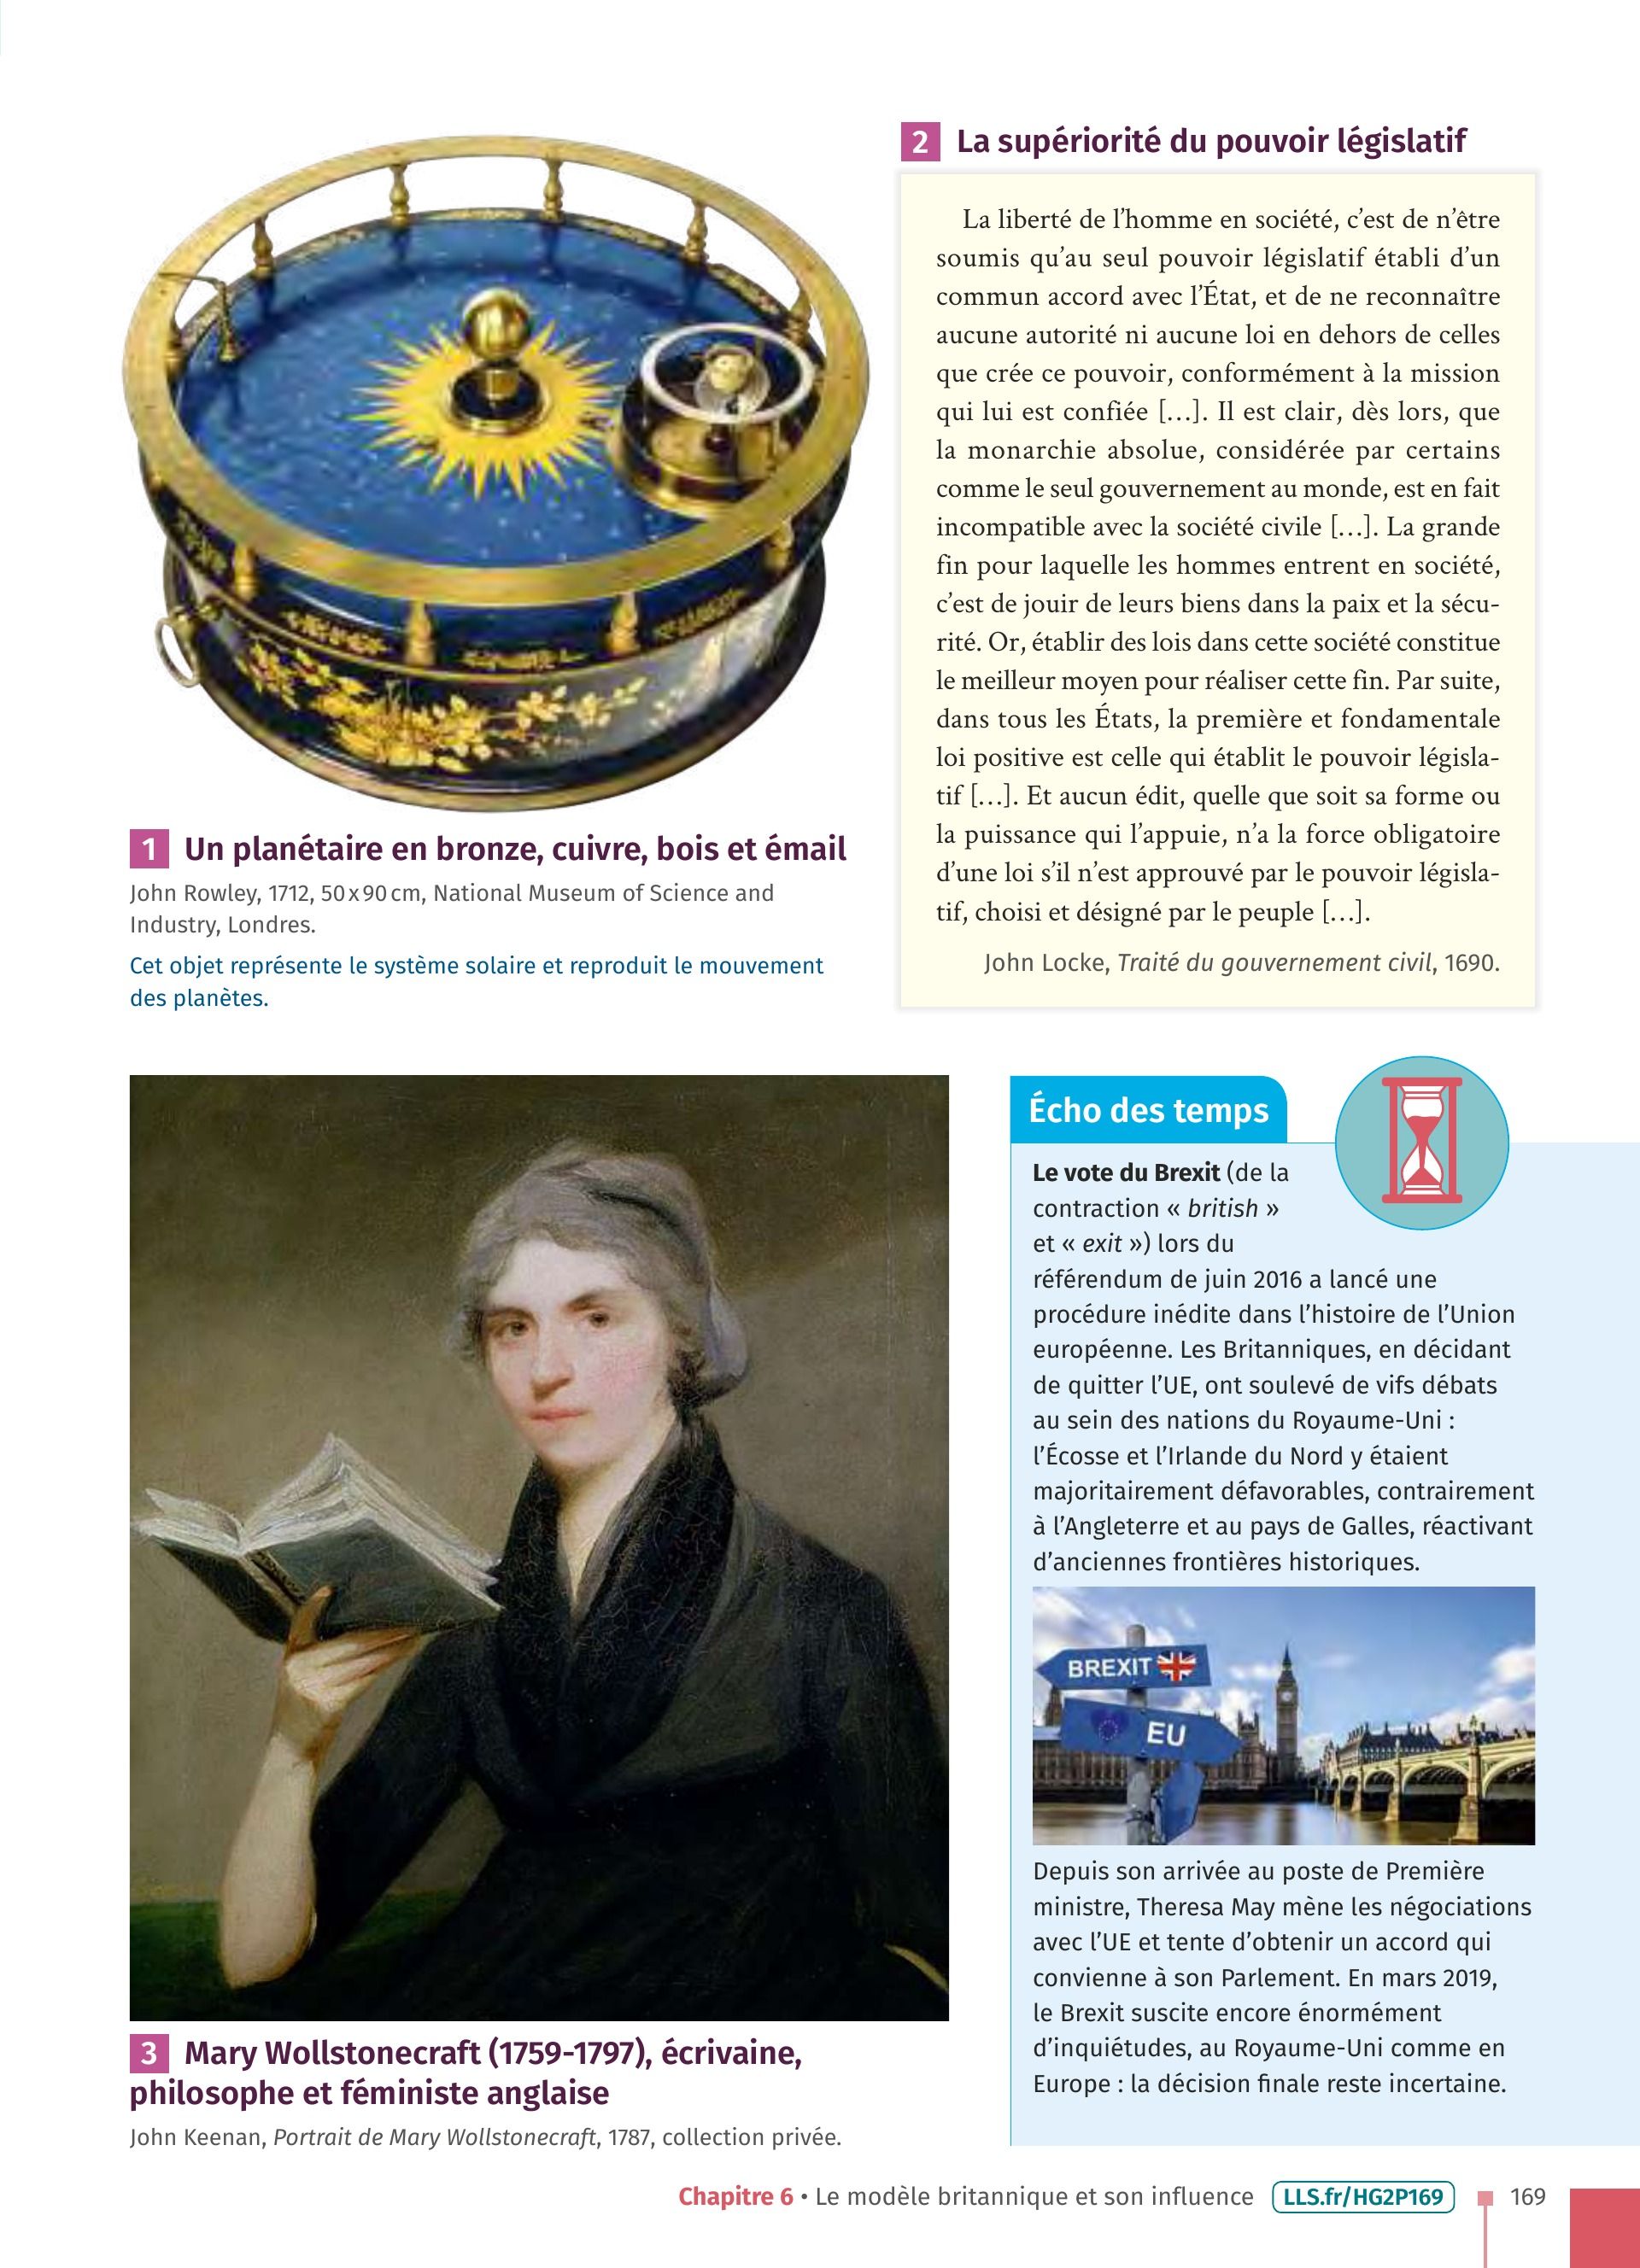 1 Un planétaire en bronze, cuivre, bois et émail
John Rowley, 1712, 50 x 90 cm, National Museum of Science and
Industry, Londres.
Cet objet représente le système solaire et reproduit le mouvement
des planètes.
2 La supériorité du pouvoir législatif
La liberté de l’homme en société, c’est de n’être
soumis qu’au seul pouvoir législatif établi d’un
commun accord avec l’État, et de ne reconnaître
aucune autorité ni aucune loi en dehors de celles
que crée ce pouvoir, conformément à la mission
qui lui est confiée […]. Il est clair, dès lors, que
la monarchie absolue, considérée par certains
comme le seul gouvernement au monde, est en fait
incompatible avec la société civile […]. La grande
fin pour laquelle les hommes entrent en société,
c’est de jouir de leurs biens dans la paix et la sécu-
rité. Or, établir des lois dans cette société constitue
le meilleur moyen pour réaliser cette fin. Par suite,
dans tous les États, la première et fondamentale
loi positive est celle qui établit le pouvoir législa-
tif […]. Et aucun édit, quelle que soit sa forme ou
la puissance qui l’appuie, n’a la force obligatoire
d’une loi s’il n’est approuvé par le pouvoir législa-
tif, choisi et désigné par le peuple […].
John Locke, Traité du gouvernement civil, 1690.
3 Mary Wollstonecraft (1759-1797), écrivaine,
philosophe et féministe anglaise
John Keenan, Portrait de Mary Wollstonecraft, 1787, collection privée.
Écho des temps
Le vote du Brexit (de la
contraction « british »
et « exit ») lors du
référendum de juin 2016 a lancé une
procédure inédite dans l’histoire de l’Union
européenne. Les Britanniques, en décidant
de quitter l’UE, ont soulevé de vifs débats
au sein des nations du Royaume-Uni :
l’Écosse et l’Irlande du Nord y étaient
majoritairement défavorables, contrairement
à l’Angleterre et au pays de Galles, réactivant
d’anciennes frontières historiques.
BREXIT
EU
Depuis son arrivée au poste de Première
ministre, Theresa May mène les négociations
avec l’UE et tente d’obtenir un accord qui
convienne à son Parlement. En mars 2019,
le Brexit suscite encore énormément
d’inquiétudes, au Royaume-Uni comme en
Europe : la décision finale reste incertaine.
Chapitre 6 • Le modèle britannique et son influence LLS.fr/HG2P169 169